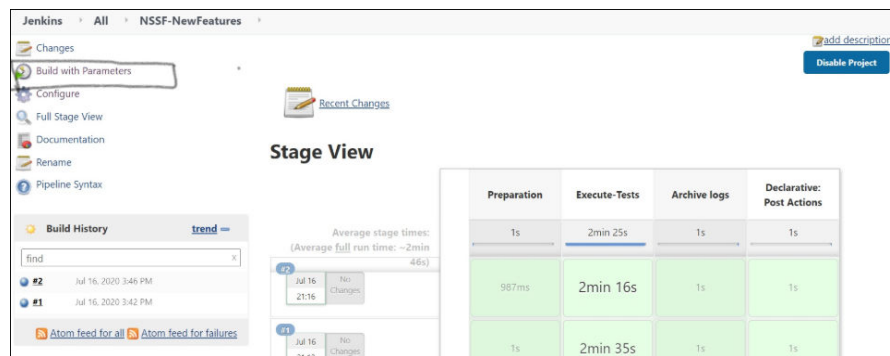 Jenkins All NSSF-NewFeatures
add description
Changes
Disable Project
Build with Parameters
Configure
Full Stage View
Documentation
Rename
Pipeline Syntax
Recent Changes
Stage View
Build History trend
find x
#2 Jul 16, 2020 3:46 PM
#1 Jul 16, 2020 3:42 PM
Atom feed for all Atom feed for failures
Preparation Execute-Tests Archive logs Declarative: Post Actions
Average stage times: 1s 2min 25s 1s 1s
(Average full run time: ~2min
46s)
#2
Jul 16 No
21:16 Changes
987ms 2min 16s 1s 1s
#1
Jul 16 No
Changes
1s 2min 35s 1s 1s